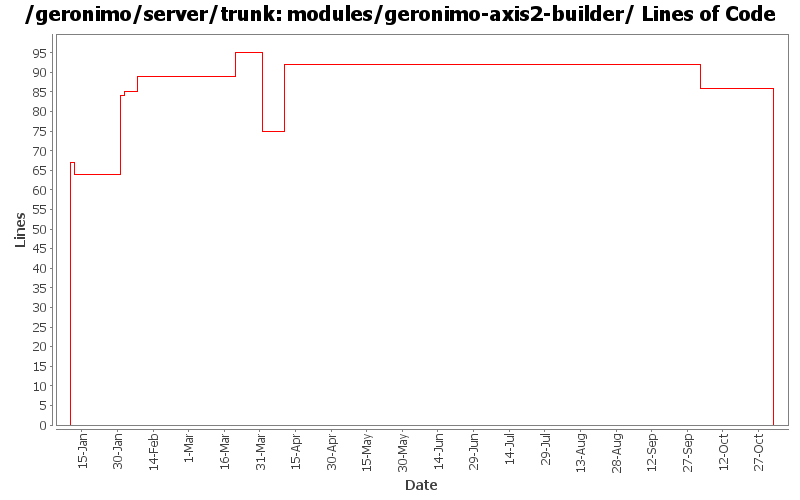 /geronimo/server/trunk: modules/geronimo-axis2-builder/ Lines of Code
95
90
85
80
75
70
65
60
55
50
45
40
35
30
25
20
15
10
5
0
Lines
15-Jan
30-Jan
14-Feb
1-Mar
16-Mar
31-Mar
15-Apr
30-Apr
15-May
30-May
14-Jun
29-Jun
14-Jul
29-Jul
13-Aug
28-Aug
12-Sep
27-Sep
12-Oct
27-Oct
Date